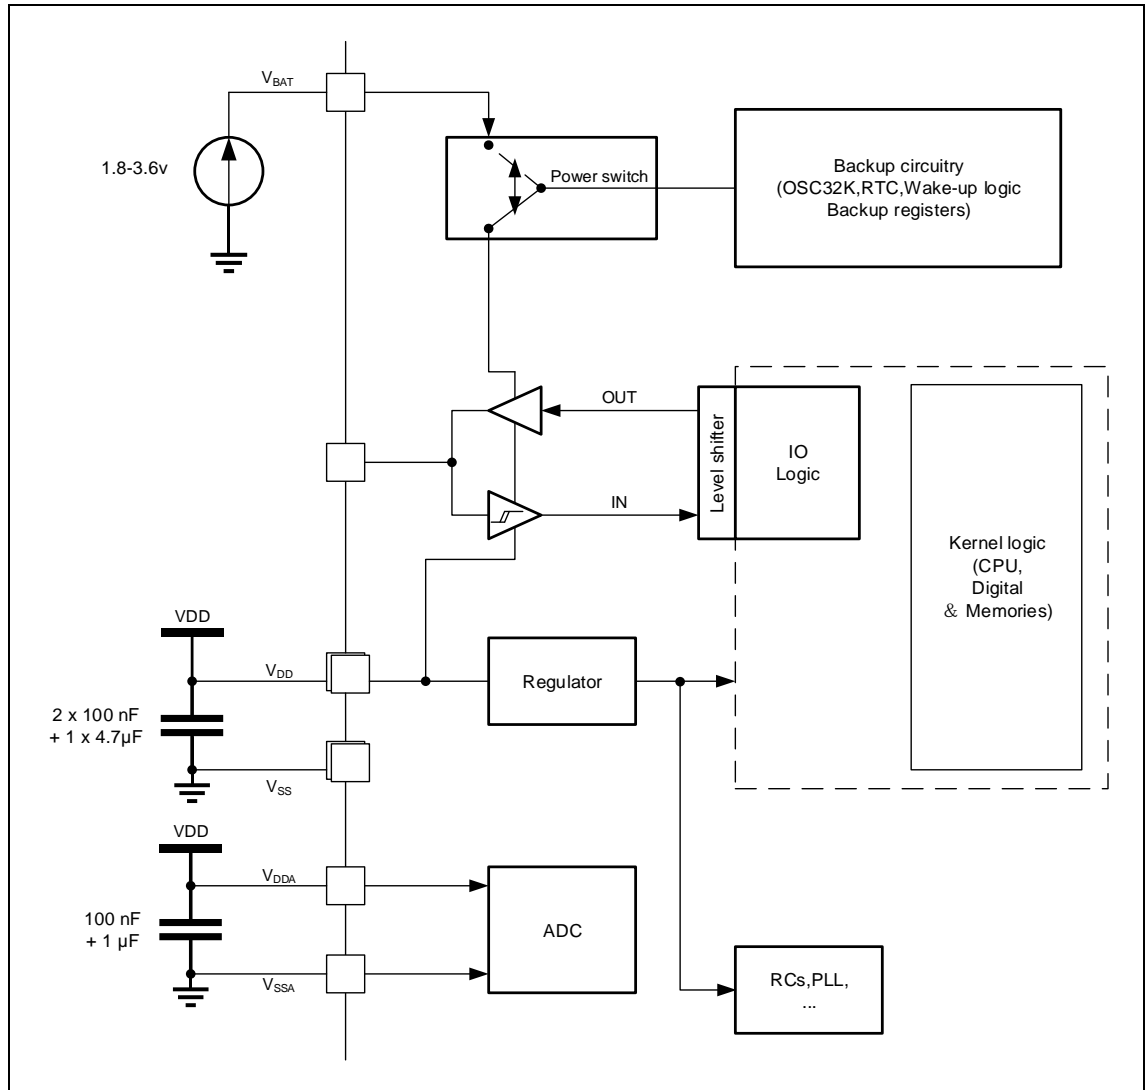 VBAT
1.8-3.6v
Power switch
Backup circuitry
(OSC32K,RTC,Wake-up logic
Backup registers)
OUT
IN
Level shifter
IO
Logic
Kernel logic
(CPU,
Digital
& Memories)
VDD
VDD
2 x 100 nF
+ 1 x 4.7µF
VSS
Regulator
VDD
VDDA
100 nF
+ 1 µF
VSSA
ADC
RCs,PLL,
...